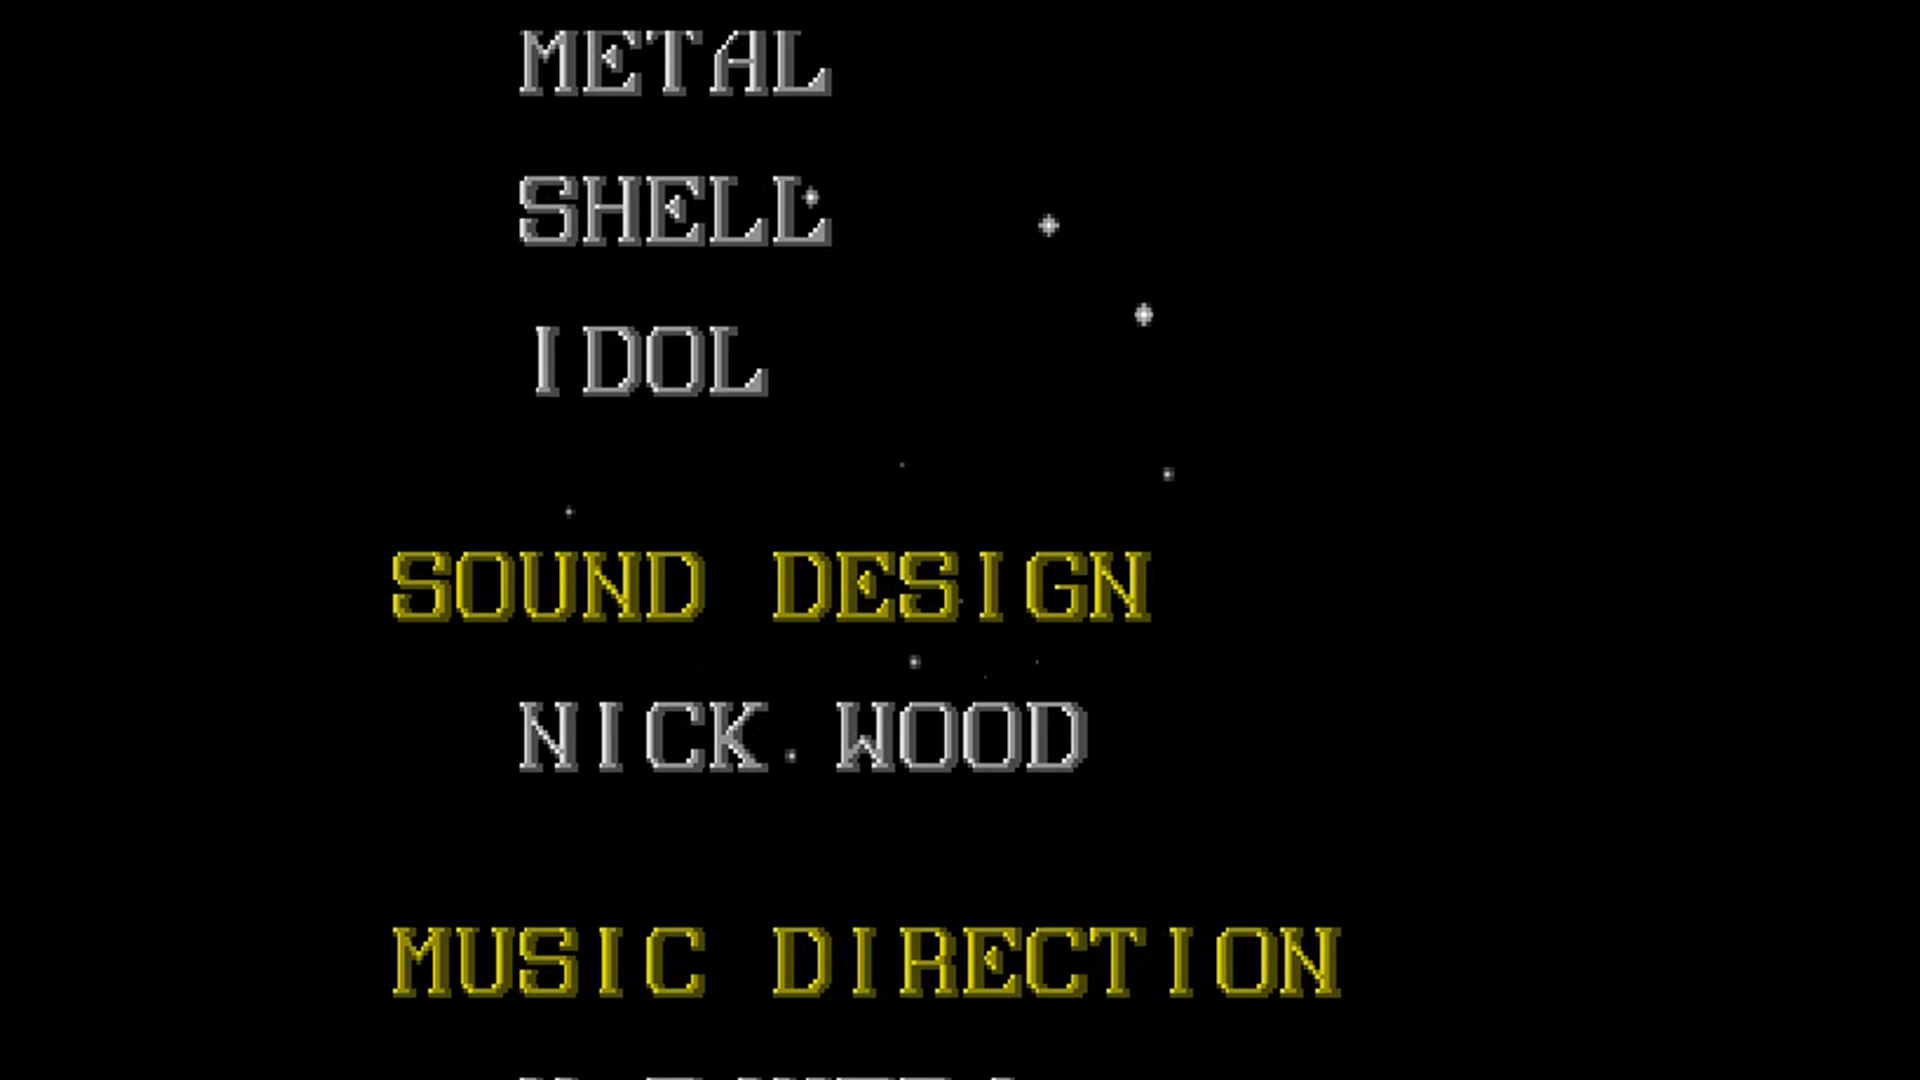 METAL
SHELL
IDOL
SOUND DESIGN
NICK WOOD
MUSIC DIRECTION